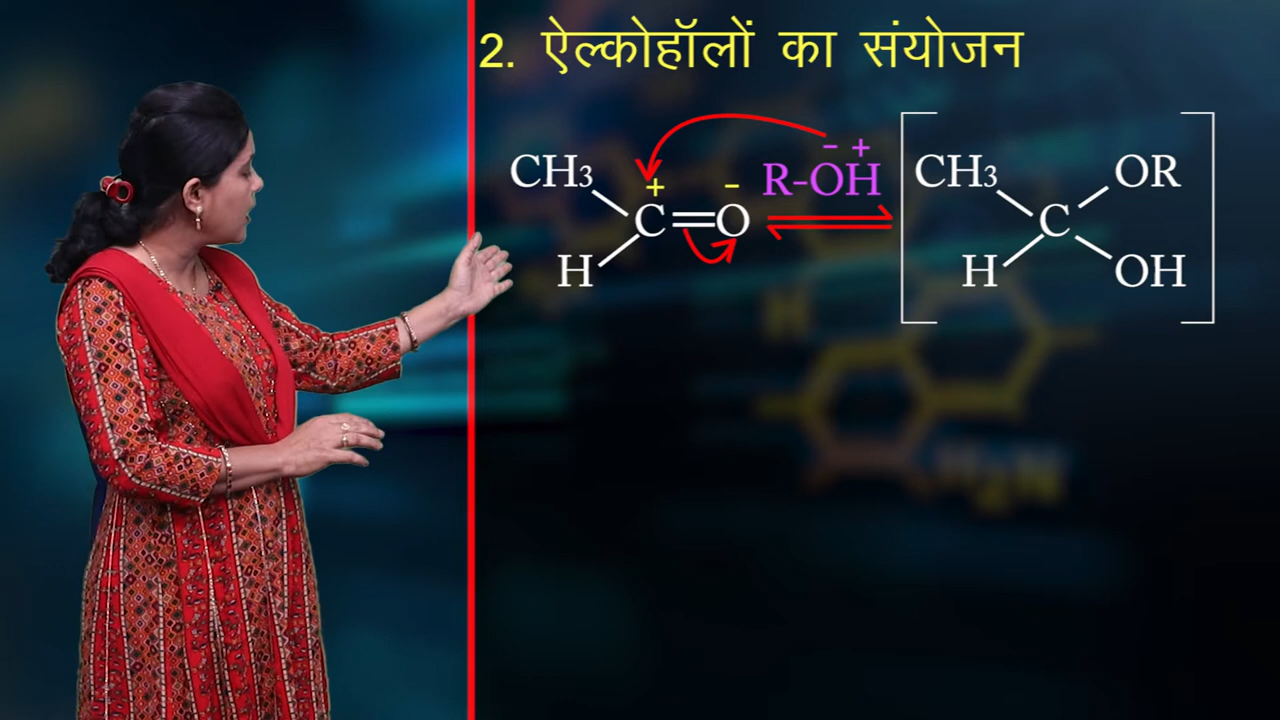 2. ऐल्कोहॉलों का संयोजन
- +
CH3 + - R-OH CH3 OR
C=O C
H H OH